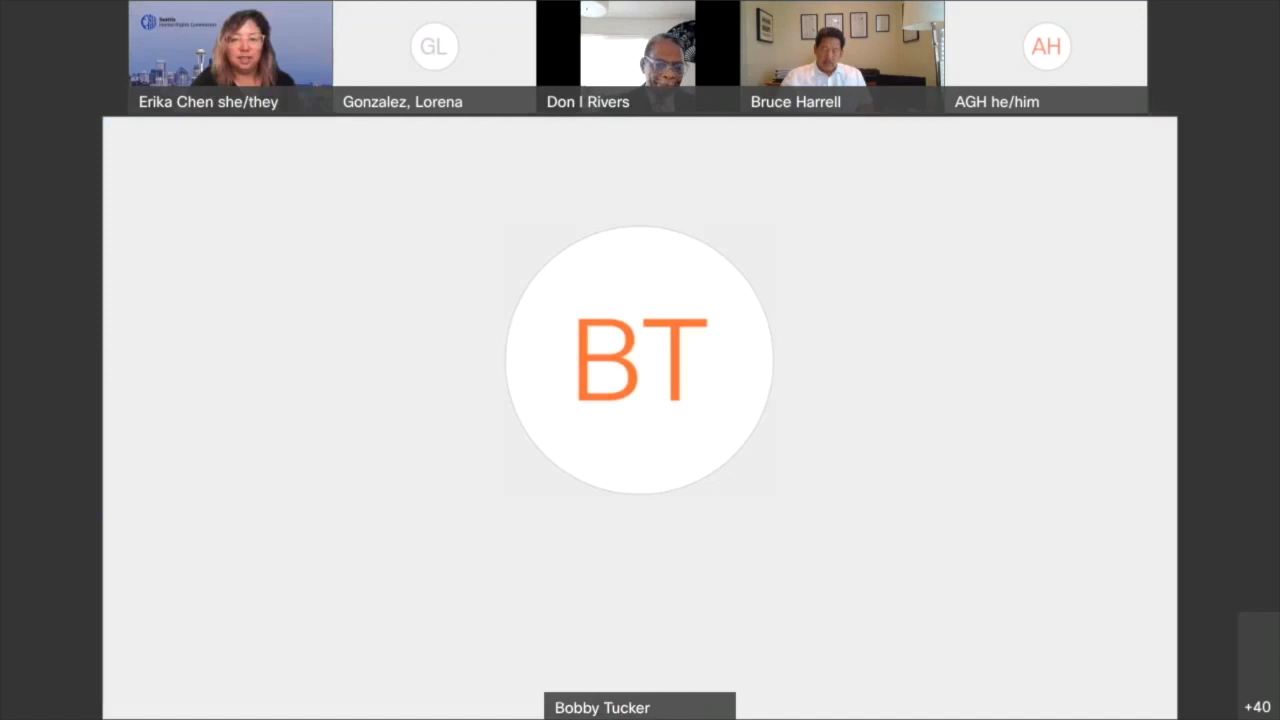 Seattle
Human Rights Commission
GL
AH
Erika Chen she/they
Gonzalez, Lorena
Don I Rivers
Bruce Harrell
AGH he/him
BT
Bobby Tucker
+40